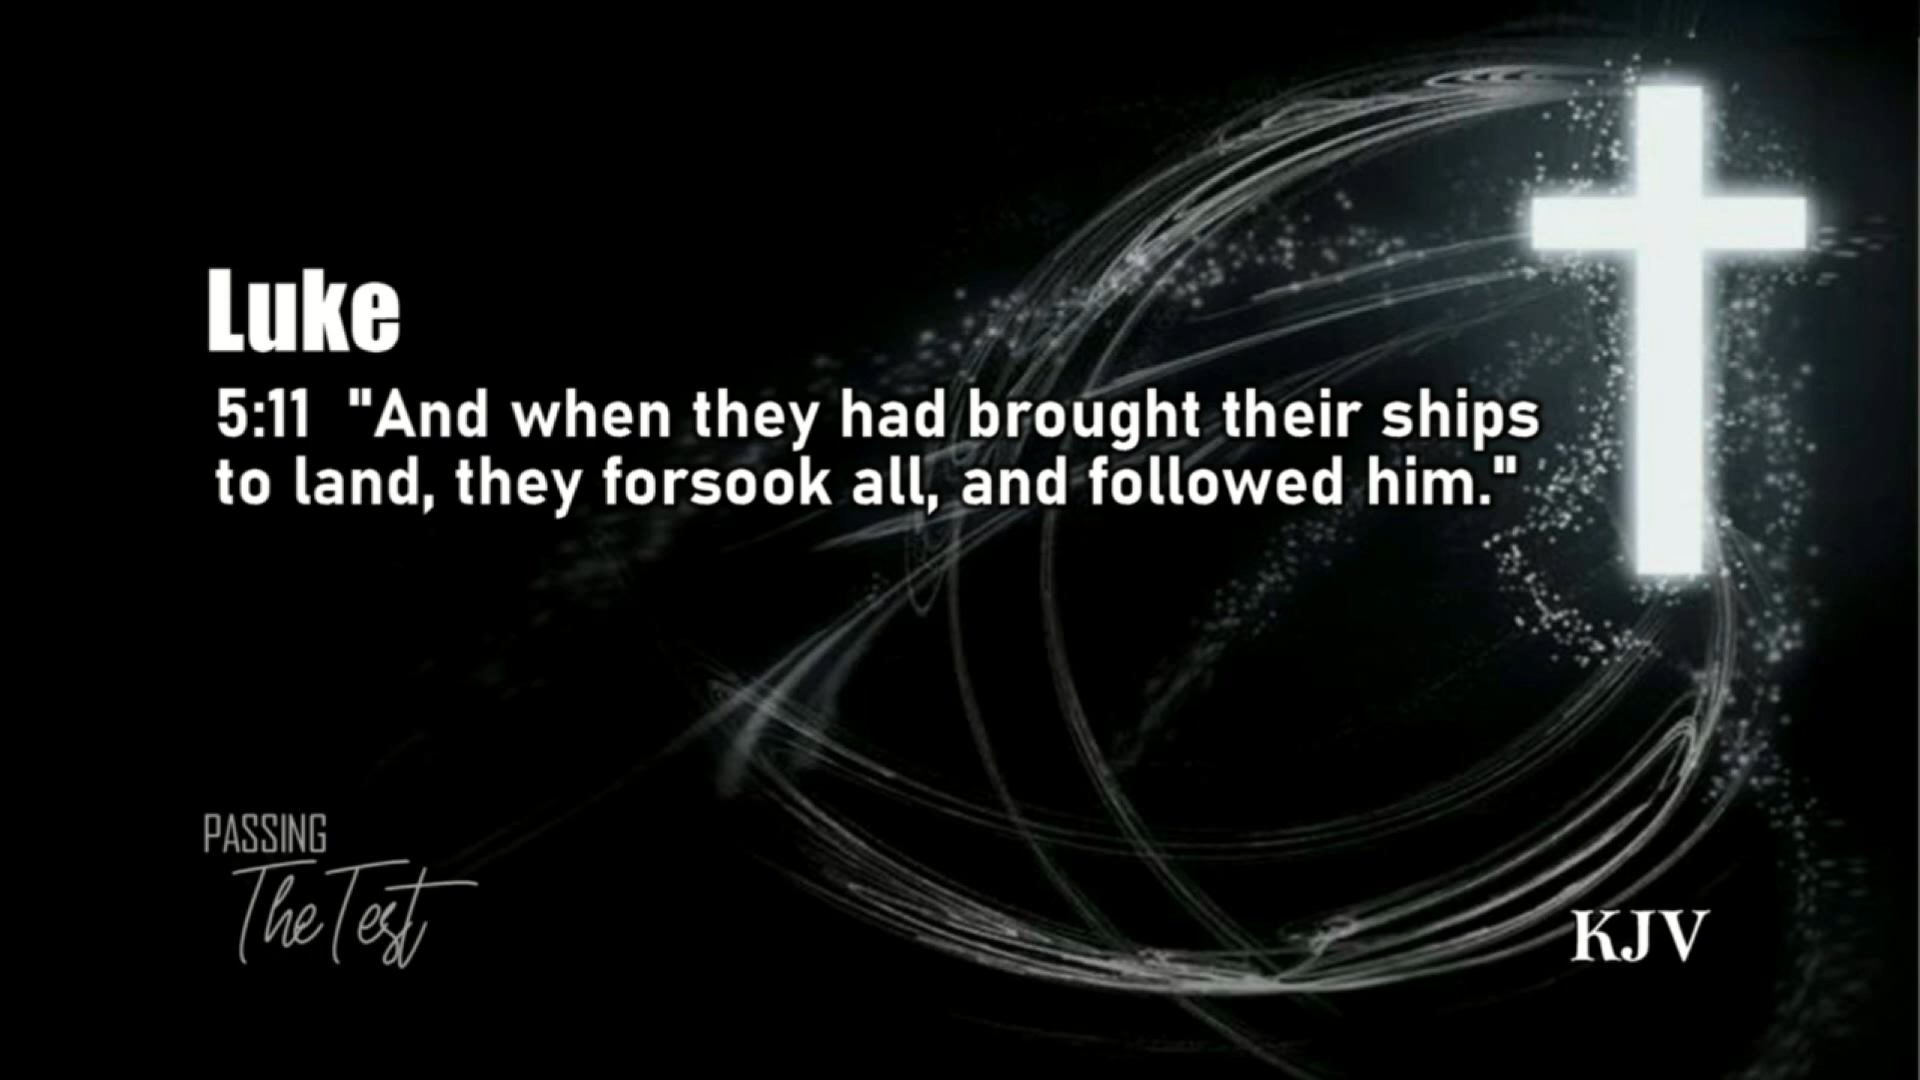 Luke
5:11 "And when they had brought their ships
to land, they forsook all, and followed him."
PASSING
The Test
KJV